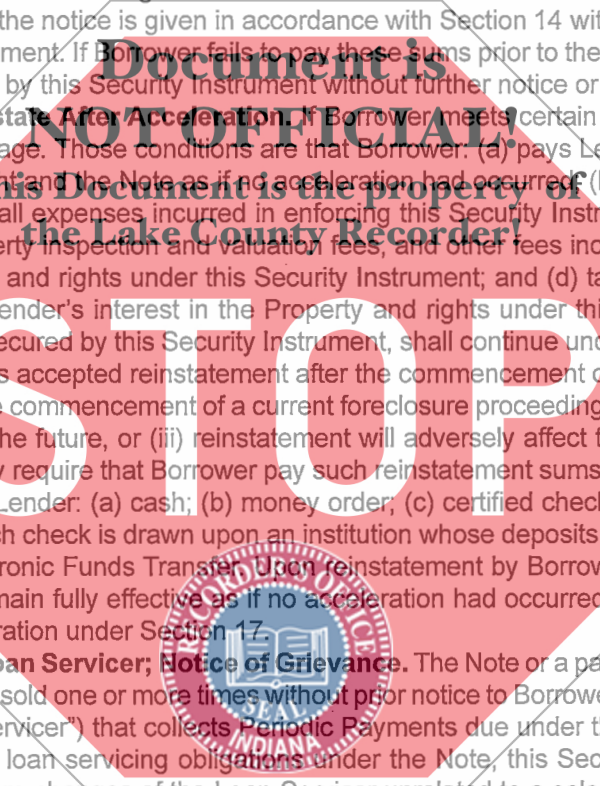 the notice is given in accordance with Section 14 wit
ment. If Borrower fails to pay these sums prior to the
Document is
by this Security Instrument without further notice or
tate After Acceleration. If Borrower meets certain
NOT OFFICIAL!
age. Those conditions are that Borrower: (a) pays Le
nt and the Note as if no acceleration had occurred; (
his Document is the property of
all expenses incurred in enforcing this Security Instr
the Lake County Recorder!
erty inspection and valuation fees, and other fees inc
and rights under this Security Instrument; and (d) ta
ender's interest in the Property and rights under thi
STOP
ecured by this Security Instrument, shall continue unc
s accepted reinstatement after the commencement o
e commencement of a current foreclosure proceeding
he future, or (iii) reinstatement will adversely affect t
y require that Borrower pay such reinstatement sums
Lender: (a) cash; (b) money order; (c) certified check
ch check is drawn upon an institution whose deposits
tronic Funds Transfer. Upon reinstatement by Borrow
main fully effective as if no acceleration had occurred
ration under Section 17.
RECORDER'S OFFICE
oan Servicer; Notice of Grievance. The Note or a pa
sold one or more times without prior notice to Borrowe
SEAL
ervicer") that collects Periodic Payments due under th
INDIANA
loan servicing obligations under the Note, this Sec